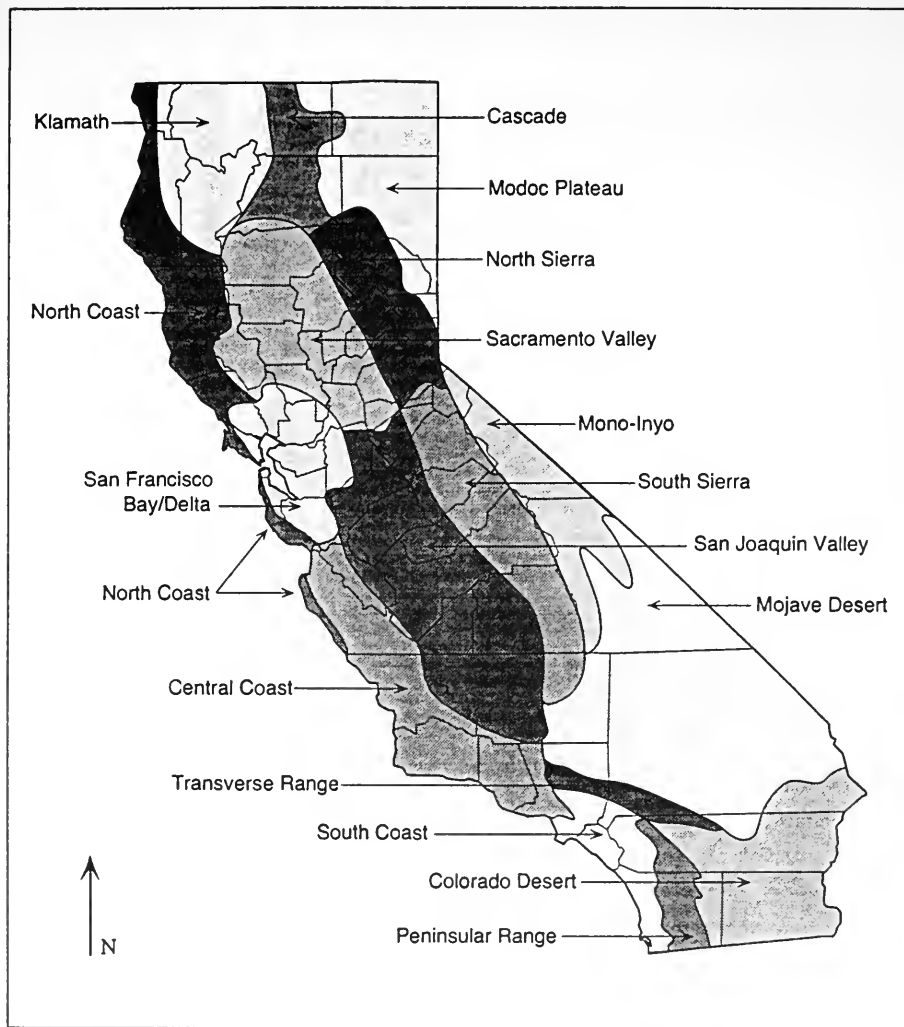 Klamath
Cascade
Modoc Plateau
North Sierra
North Coast
Sacramento Valley
Mono-Inyo
San Francisco
Bay/Delta
South Sierra
San Joaquin Valley
North Coast
Mojave Desert
Central Coast
Transverse Range
South Coast
Colorado Desert
Peninsular Range
N